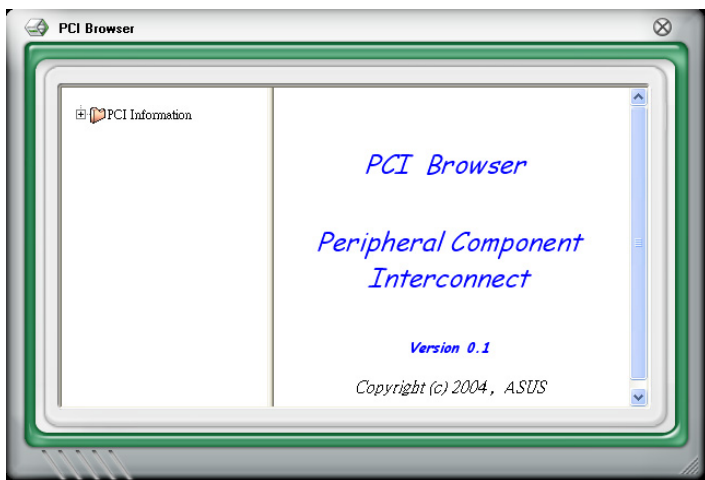 PCI Browser
PCI Information
PCI Browser
Peripheral Component
Interconnect
Version 0.1
Copyright (c) 2004, ASUS